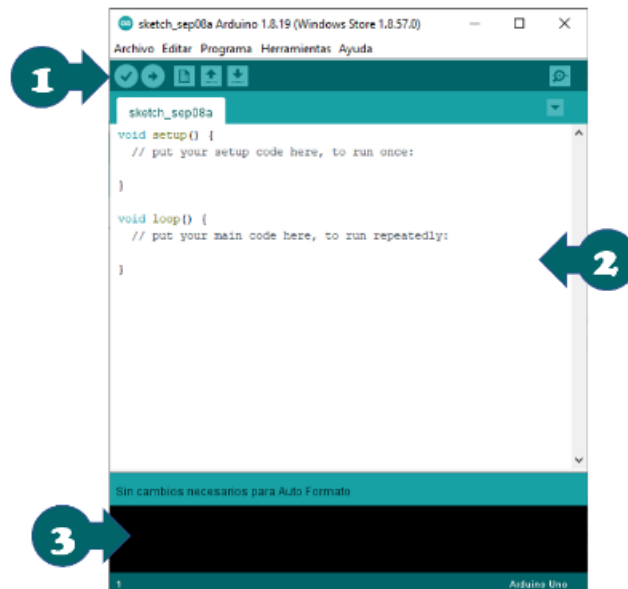 sketch_sep08a Arduino 1.8.19 (Windows Store 1.8.57.0)
Archivo Editar Programa Herramientas Ayuda
1
sketch_sep08a
void setup() {
// put your setup code here, to run once:
}
void loop() {
// put your main code here, to run repeatedly:
2
}
Sin cambios necesarios para Auto Formato
3
1 Arduino Uno